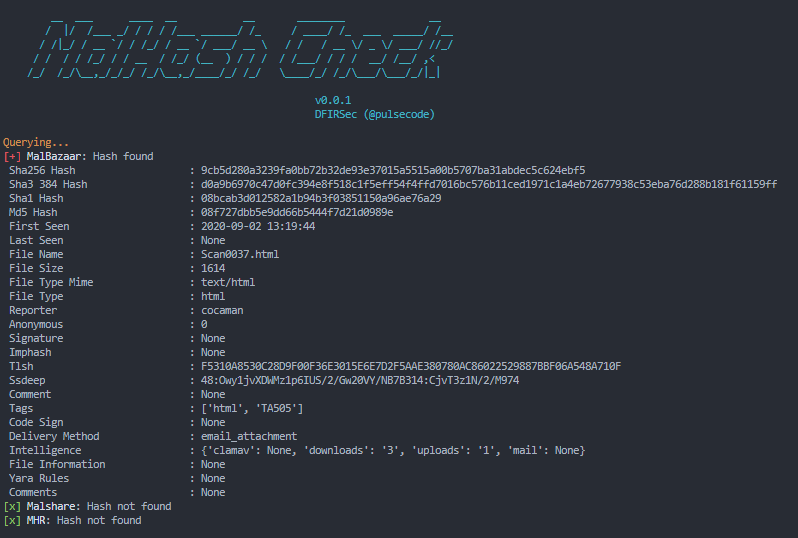 MalHash Check
v0.0.1
DFIRSec (@pulsecode)
Querying...
[+] MalBazaar: Hash found
Sha256 Hash : 9cb5d280a3239fa0bb72b32de93e37015a5515a00b5707ba31abdec5c624ebf5
Sha3 384 Hash : d0a9b6970c47d0fc394e8f518c1f5eff54f4ffd7016bc576b11ced1971c1a4eb72677938c53eba76d288b181f61159ff
Sha1 Hash : 08bcab3d012582a1b94b3f03851150a96ae76a29
Md5 Hash : 08f727dbb5e9dd66b5444f7d21d0989e
First Seen : 2020-09-02 13:19:44
Last Seen : None
File Name : Scan0037.html
File Size : 1614
File Type Mime : text/html
File Type : html
Reporter : cocaman
Anonymous : 0
Signature : None
Imphash : None
Tlsh : F5310A8530C28D9F00F36E3015E6E7D2F5AAE380780AC86022529887BBF06A548A710F
Ssdeep : 48:Owy1jvXDWMz1p6IUS/2/Gw20VY/NB7B314:CjvT3z1N/2/M974
Comment : None
Tags : ['html', 'TA505']
Code Sign : None
Delivery Method : email_attachment
Intelligence : {'clamav': None, 'downloads': '3', 'uploads': '1', 'mail': None}
File Information : None
Yara Rules : None
Comments : None
[x] Malshare: Hash not found
[x] MHR: Hash not found